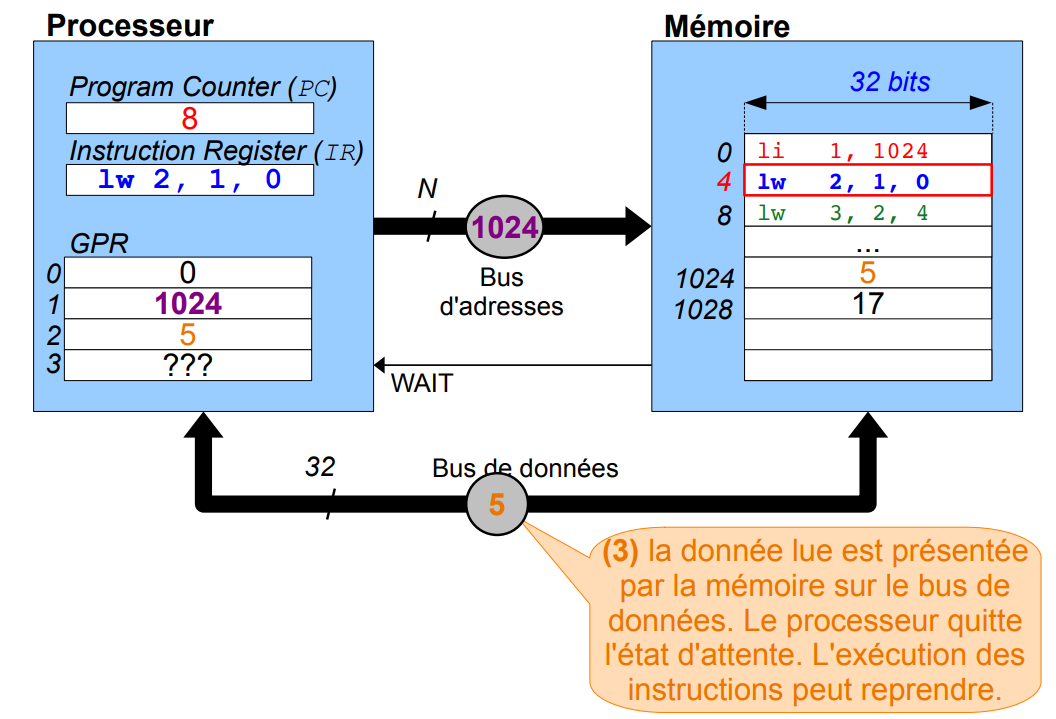 Processeur
Mémoire
Program Counter (PC)
8
Instruction Register (IR)
lw 2, 1, 0
GPR
0 0
1 1024
2 5
3 ???
N
1024
Bus
d'adresses
WAIT
32 bits
0 li 1, 1024
4 lw 2, 1, 0
8 lw 3, 2, 4
...
1024 5
1028 17
32
Bus de données
5
(3) la donnée lue est présentée
par la mémoire sur le bus de
données. Le processeur quitte
l'état d'attente. L'exécution des
instructions peut reprendre.